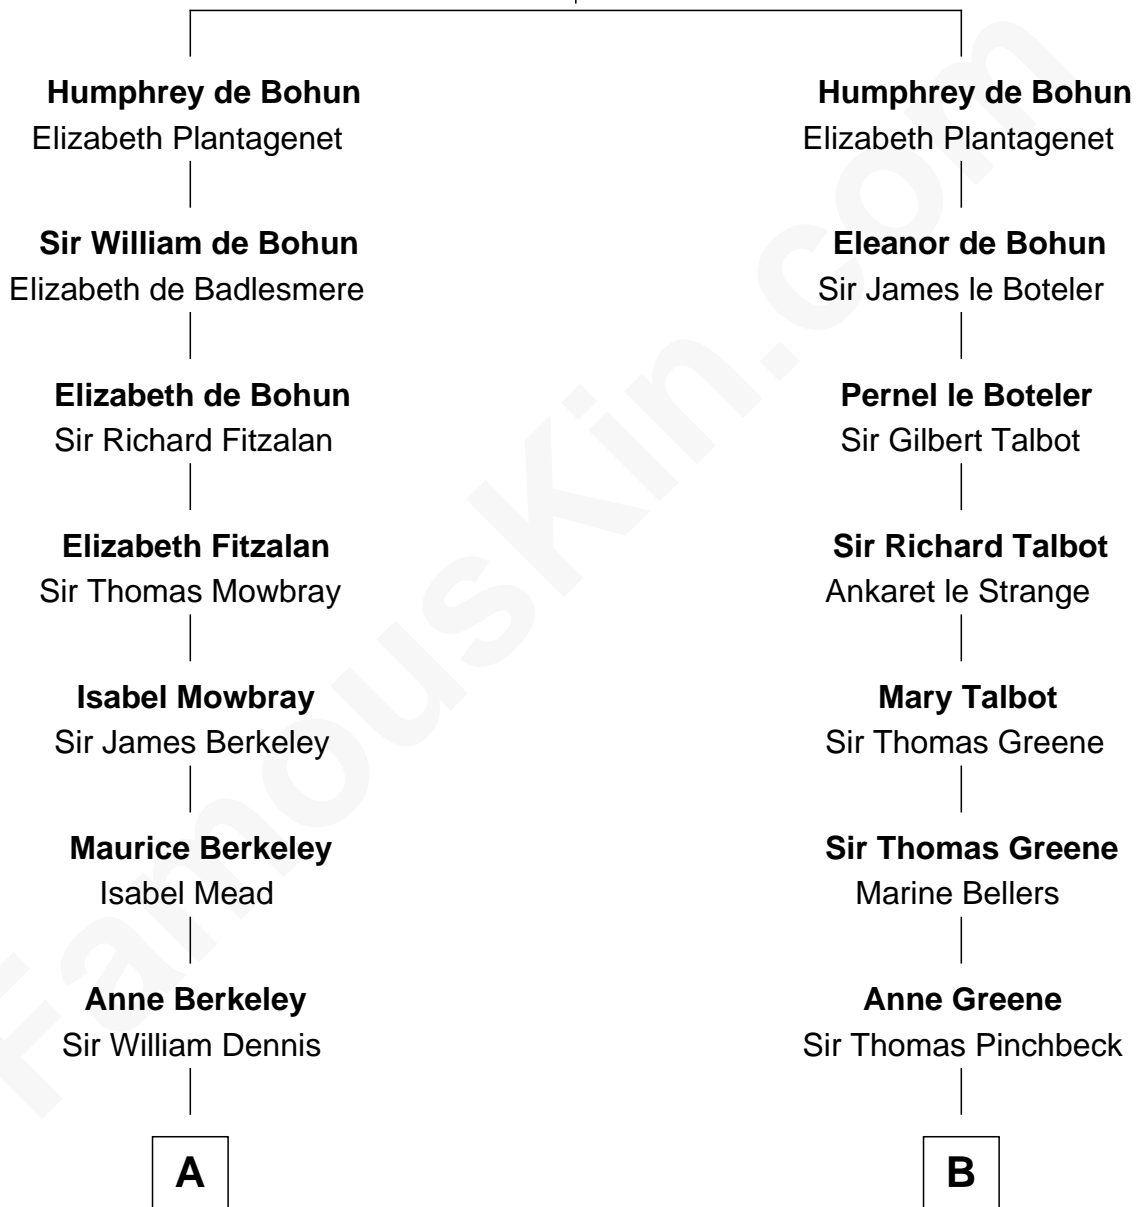 Humphrey de Bohun
Elizabeth Plantagenet
Sir William de Bohun
Elizabeth de Badlesmere
Elizabeth de Bohun
Sir Richard Fitzalan
Elizabeth Fitzalan
Sir Thomas Mowbray
Isabel Mowbray
Sir James Berkeley
Maurice Berkeley
Isabel Mead
Anne Berkeley
Sir William Dennis
A
Humphrey de Bohun
Elizabeth Plantagenet
Eleanor de Bohun
Sir James le Boteler
Pernel le Boteler
Sir Gilbert Talbot
Sir Richard Talbot
Ankaret le Strange
Mary Talbot
Sir Thomas Greene
Sir Thomas Greene
Marine Bellers
Anne Greene
Sir Thomas Pinchbeck
B
FamousKin.com